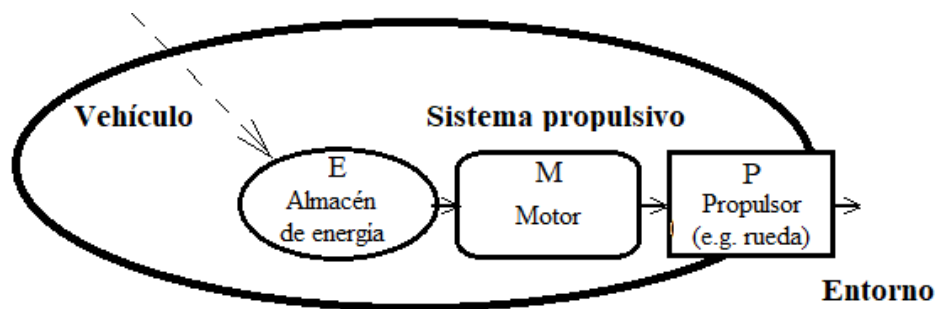 Vehículo
Sistema propulsivo
E
Almacén
de energía
M
Motor
P
Propulsor
(e.g. rueda)
Entorno